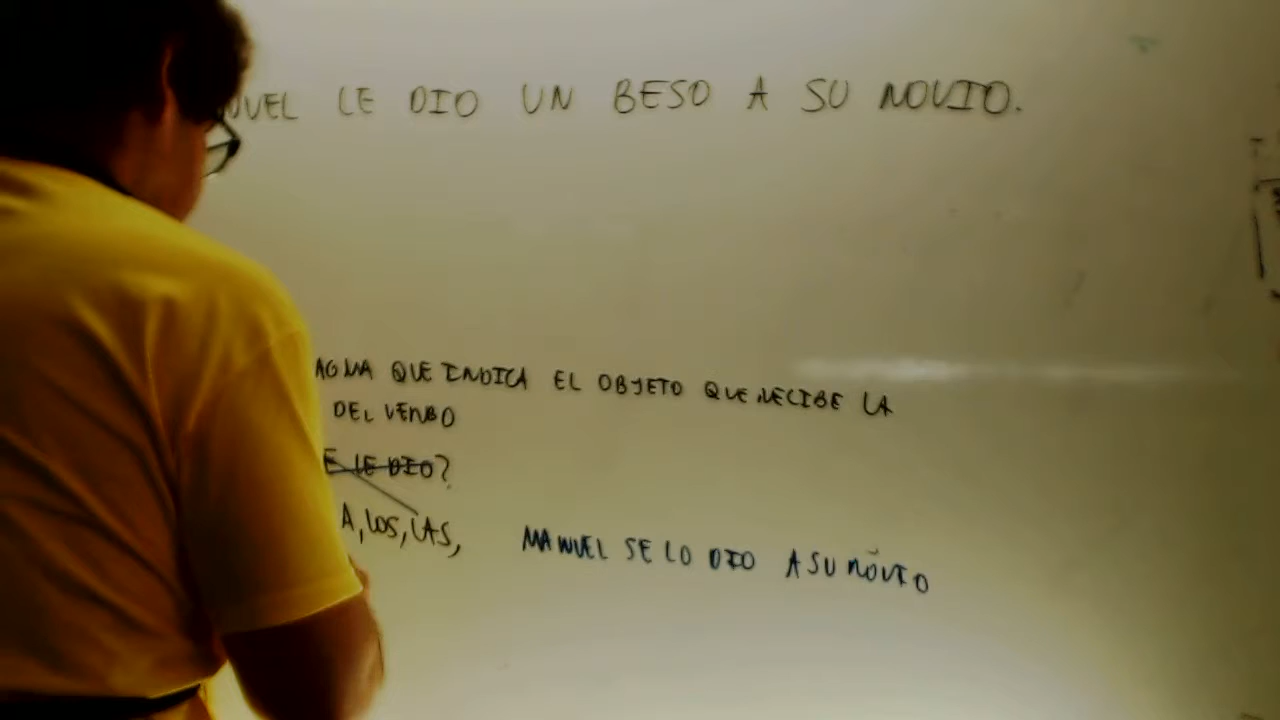 NUEL LE DIO UN BESO A SU NOVIO.
AGMA QUE INDICA EL OBJETO QUE RECIBE LA
DEL VERBO
E LE DIO?
A, LOS, LAS,
MANUEL SE LO DIO A SU NOVIO